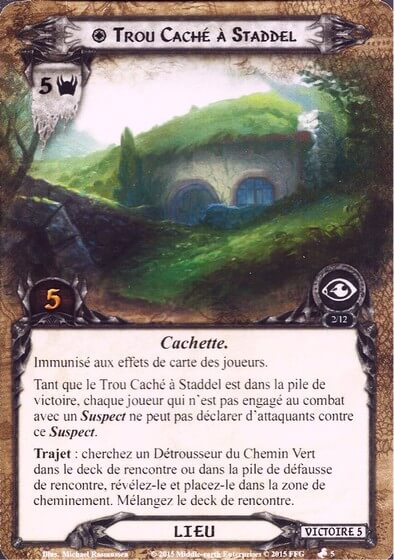 Trou Caché à Staddel
5
5
2/12
Cachette.
Immunisé aux effets de carte des joueurs.
Tant que le Trou Caché à Staddel est dans la pile de
victoire, chaque joueur qui n'est pas engagé au combat
avec un Suspect ne peut pas déclarer d'attaquants contre
ce Suspect.
Trajet : cherchez un Détrousseur du Chemin Vert
dans le deck de rencontre ou dans la pile de défausse
de rencontre, révélez-le et placez-le dans la zone de
cheminement. Mélangez le deck de rencontre.
LIEU
VICTOIRE 5
Illus. Michael Rasmussen
© 2015 Middle-earth Enterprises © 2015 FFG
5